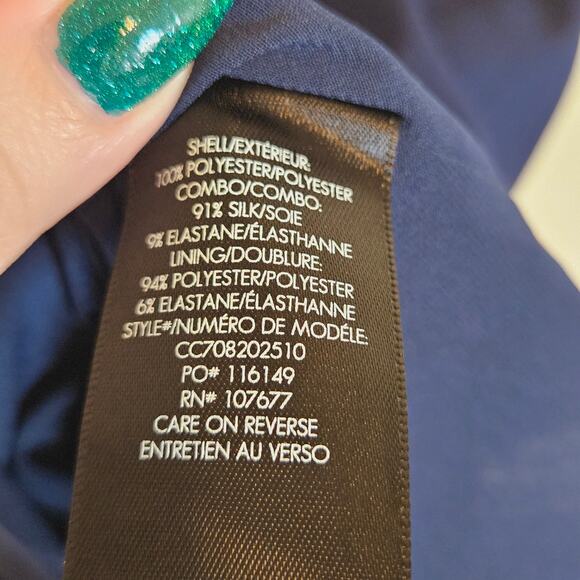 SHELL/EXTÉRIEUR:
100% POLYESTER/POLYESTER
COMBO/COMBO:
91% SILK/SOIE
9% ELASTANE/ÉLASTHANNE
LINING/DOUBLURE:
94% POLYESTER/POLYESTER
6% ELASTANE/ÉLASTHANNE
STYLE#/NUMÉRO DE MODÉLE:
CC708202510
PO# 116149
RN# 107677
CARE ON REVERSE
ENTRETIEN AU VERSO